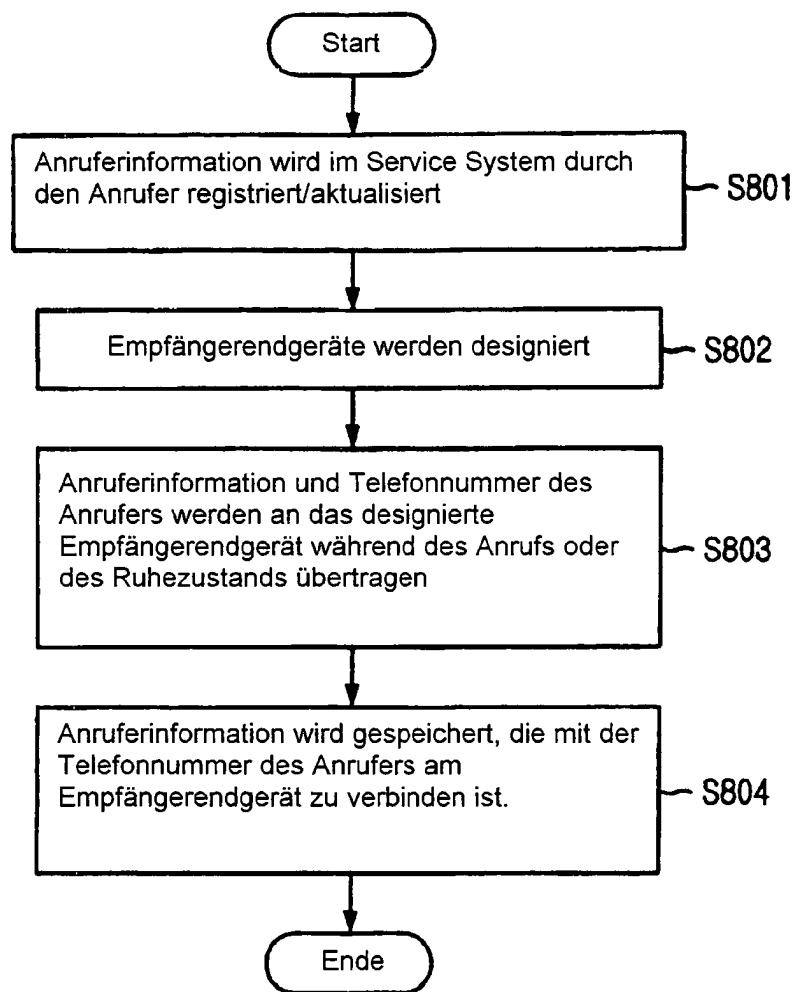 Start
Anruferinformation wird im Service System durch
den Anrufer registriert/aktualisiert
S801
Empfängerendgeräte werden designiert
S802
Anruferinformation und Telefonnummer des
Anrufers werden an das designierte
Empfängerendgerät während des Anrufs oder
des Ruhezustands übertragen
S803
Anruferinformation wird gespeichert, die mit der
Telefonnummer des Anrufers am
Empfängerendgerät zu verbinden ist.
S804
Ende